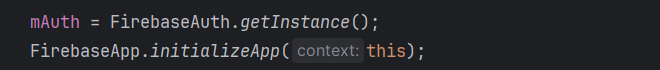 mAuth = FirebaseAuth.getInstance();
FirebaseApp.initializeApp( context: this);